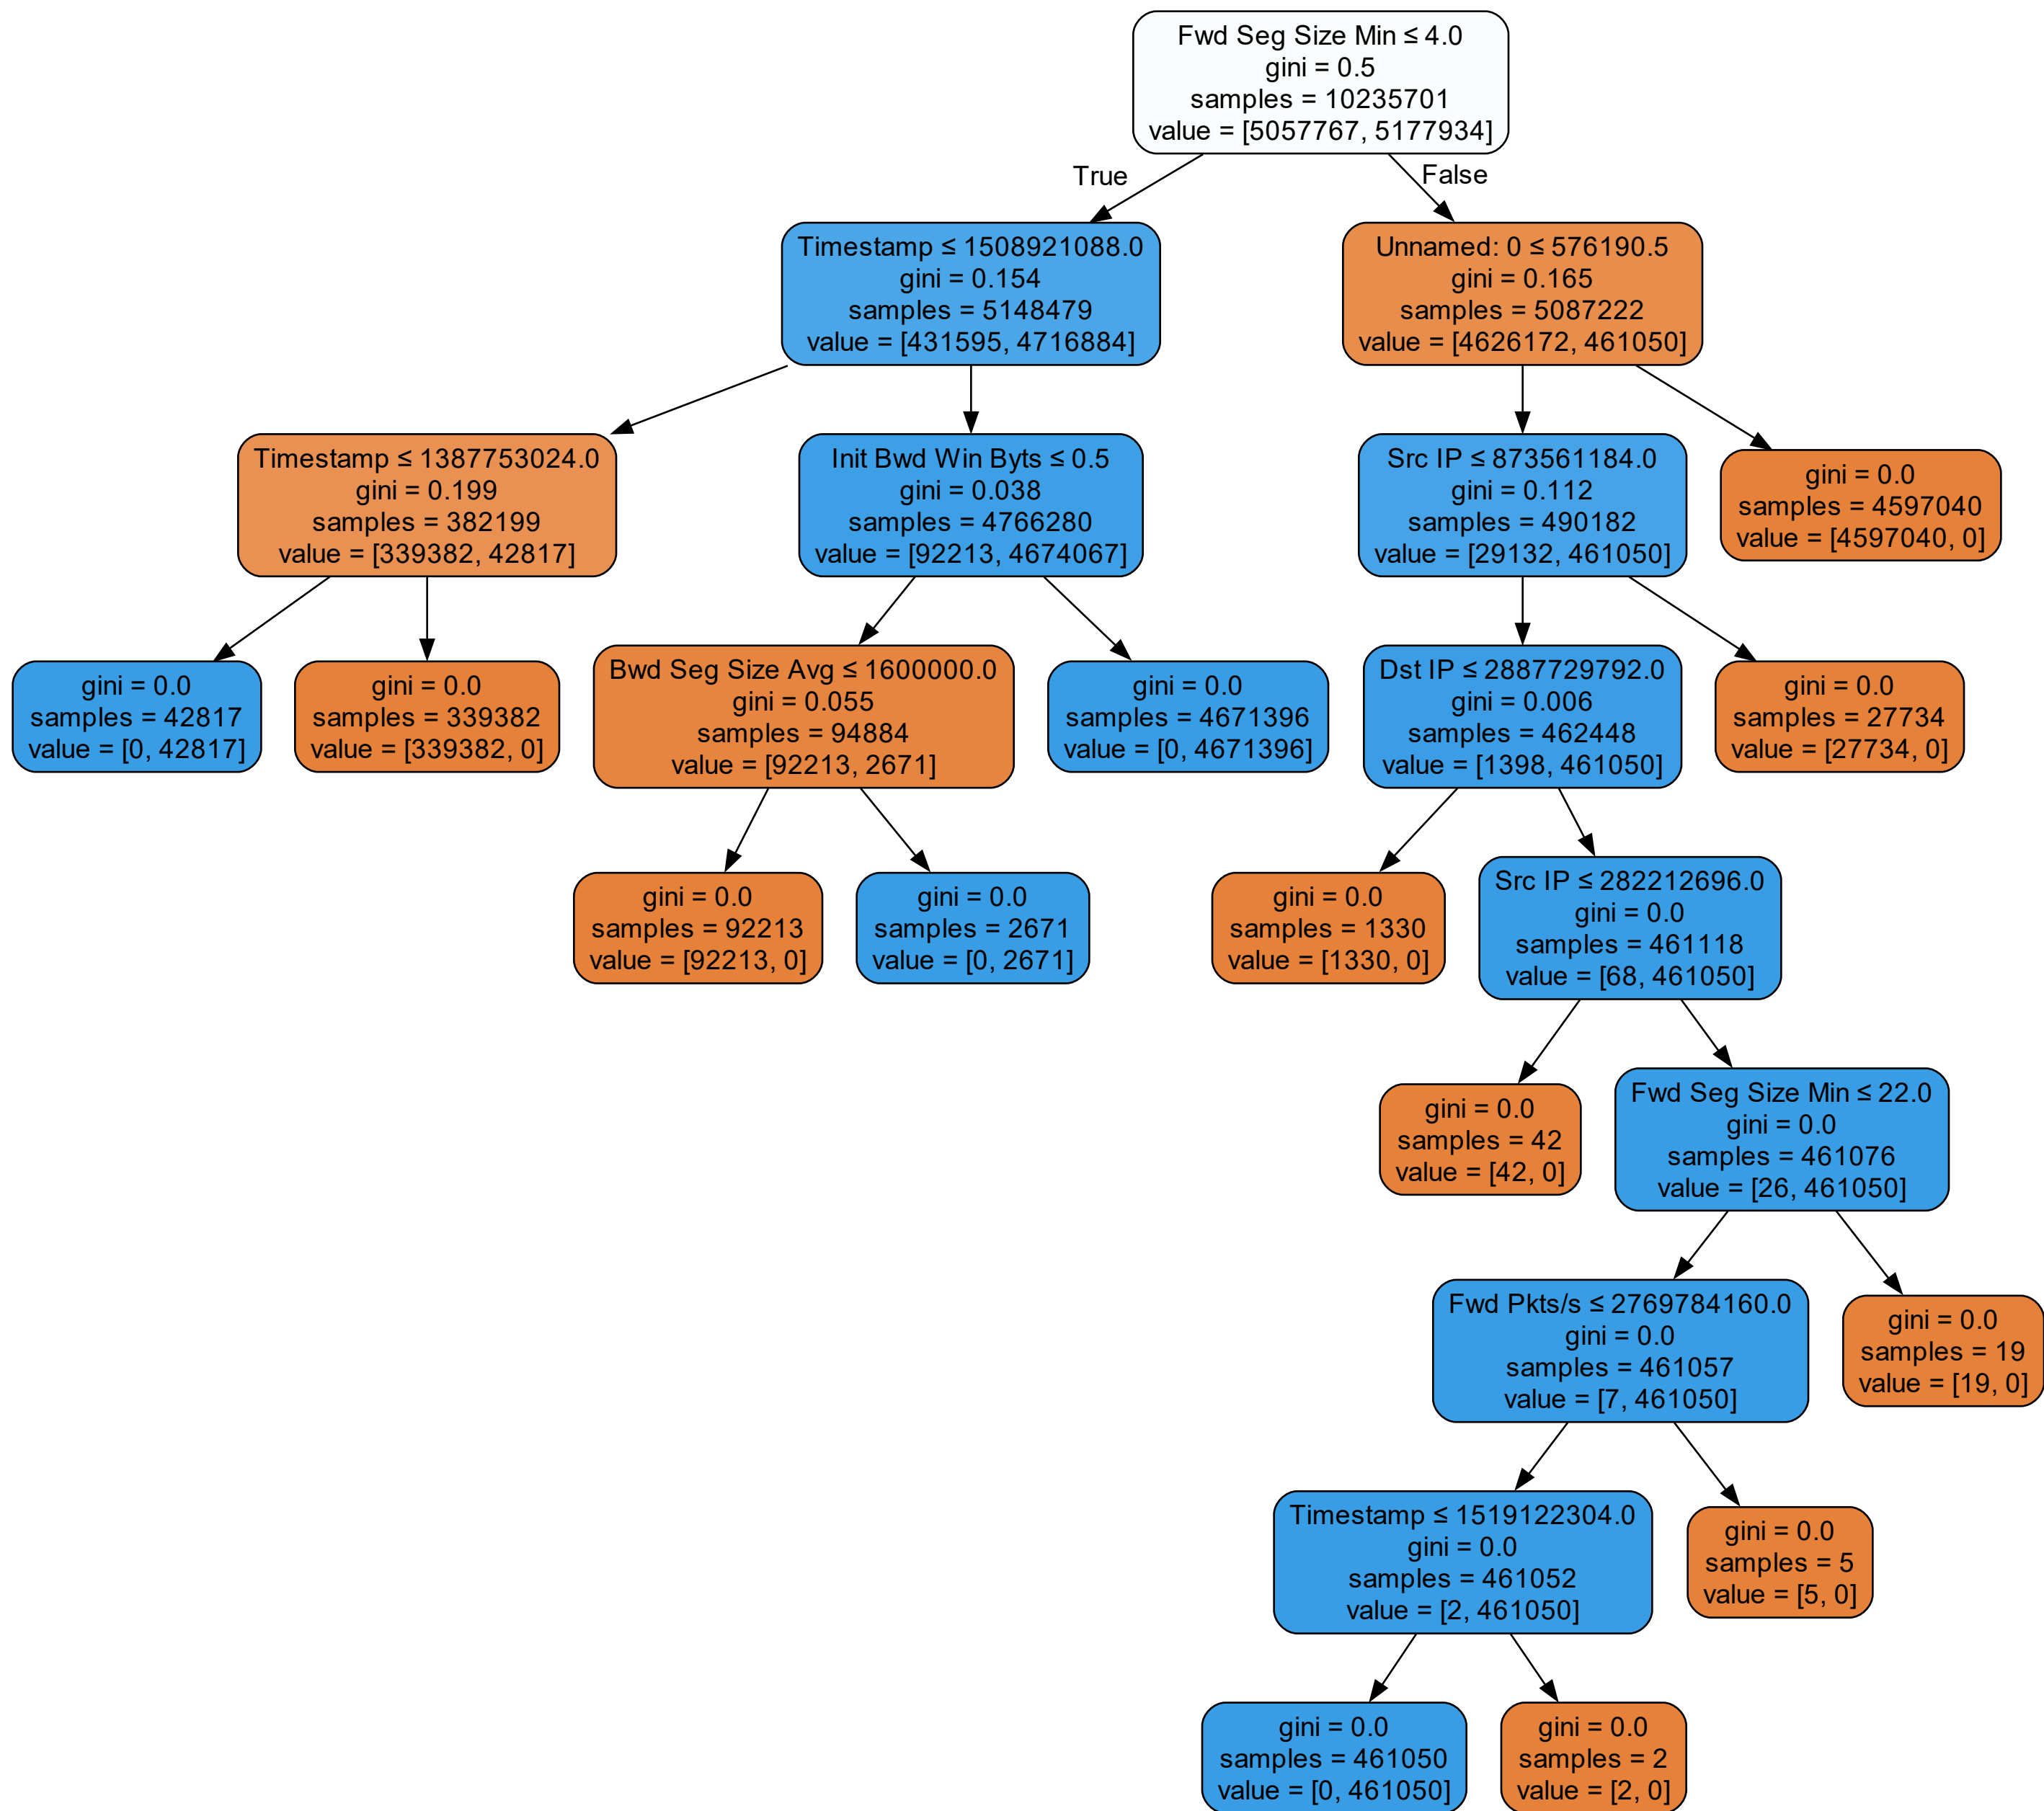 Fwd Seg Size Min ≤ 4.0
gini = 0.5
samples = 10235701
value = [5057767, 5177934]
True
False
Timestamp ≤ 1508921088.0
gini = 0.154
samples = 5148479
value = [431595, 4716884]
Unnamed: 0 ≤ 576190.5
gini = 0.165
samples = 5087222
value = [4626172, 461050]
Timestamp ≤ 1387753024.0
gini = 0.199
samples = 382199
value = [339382, 42817]
Init Bwd Win Byts ≤ 0.5
gini = 0.038
samples = 4766280
value = [92213, 4674067]
Src IP ≤ 873561184.0
gini = 0.112
samples = 490182
value = [29132, 461050]
gini = 0.0
samples = 4597040
value = [4597040, 0]
gini = 0.0
samples = 42817
value = [0, 42817]
gini = 0.0
samples = 339382
value = [339382, 0]
Bwd Seg Size Avg ≤ 1600000.0
gini = 0.055
samples = 94884
value = [92213, 2671]
gini = 0.0
samples = 4671396
value = [0, 4671396]
Dst IP ≤ 2887729792.0
gini = 0.006
samples = 462448
value = [1398, 461050]
gini = 0.0
samples = 27734
value = [27734, 0]
gini = 0.0
samples = 92213
value = [92213, 0]
gini = 0.0
samples = 2671
value = [0, 2671]
gini = 0.0
samples = 1330
value = [1330, 0]
Src IP ≤ 282212696.0
gini = 0.0
samples = 461118
value = [68, 461050]
gini = 0.0
samples = 42
value = [42, 0]
Fwd Seg Size Min ≤ 22.0
gini = 0.0
samples = 461076
value = [26, 461050]
Fwd Pkts/s ≤ 2769784160.0
gini = 0.0
samples = 461057
value = [7, 461050]
gini = 0.0
samples = 19
value = [19, 0]
Timestamp ≤ 1519122304.0
gini = 0.0
samples = 461052
value = [2, 461050]
gini = 0.0
samples = 5
value = [5, 0]
gini = 0.0
samples = 461050
value = [0, 461050]
gini = 0.0
samples = 2
value = [2, 0]